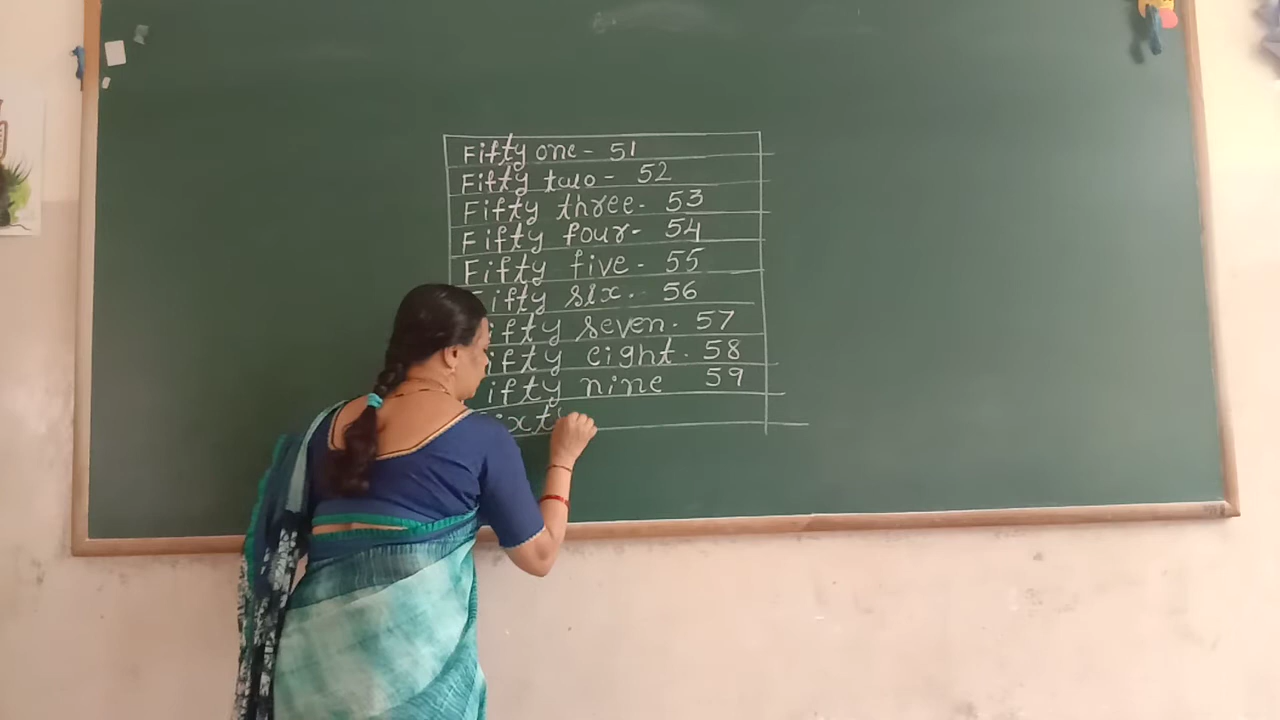 Fifty one - 51
Fifty two - 52
Fifty three - 53
Fifty four - 54
Fifty five - 55
Fifty six - 56
ifty seven - 57
ifty eight - 58
ifty nine 59
ixt